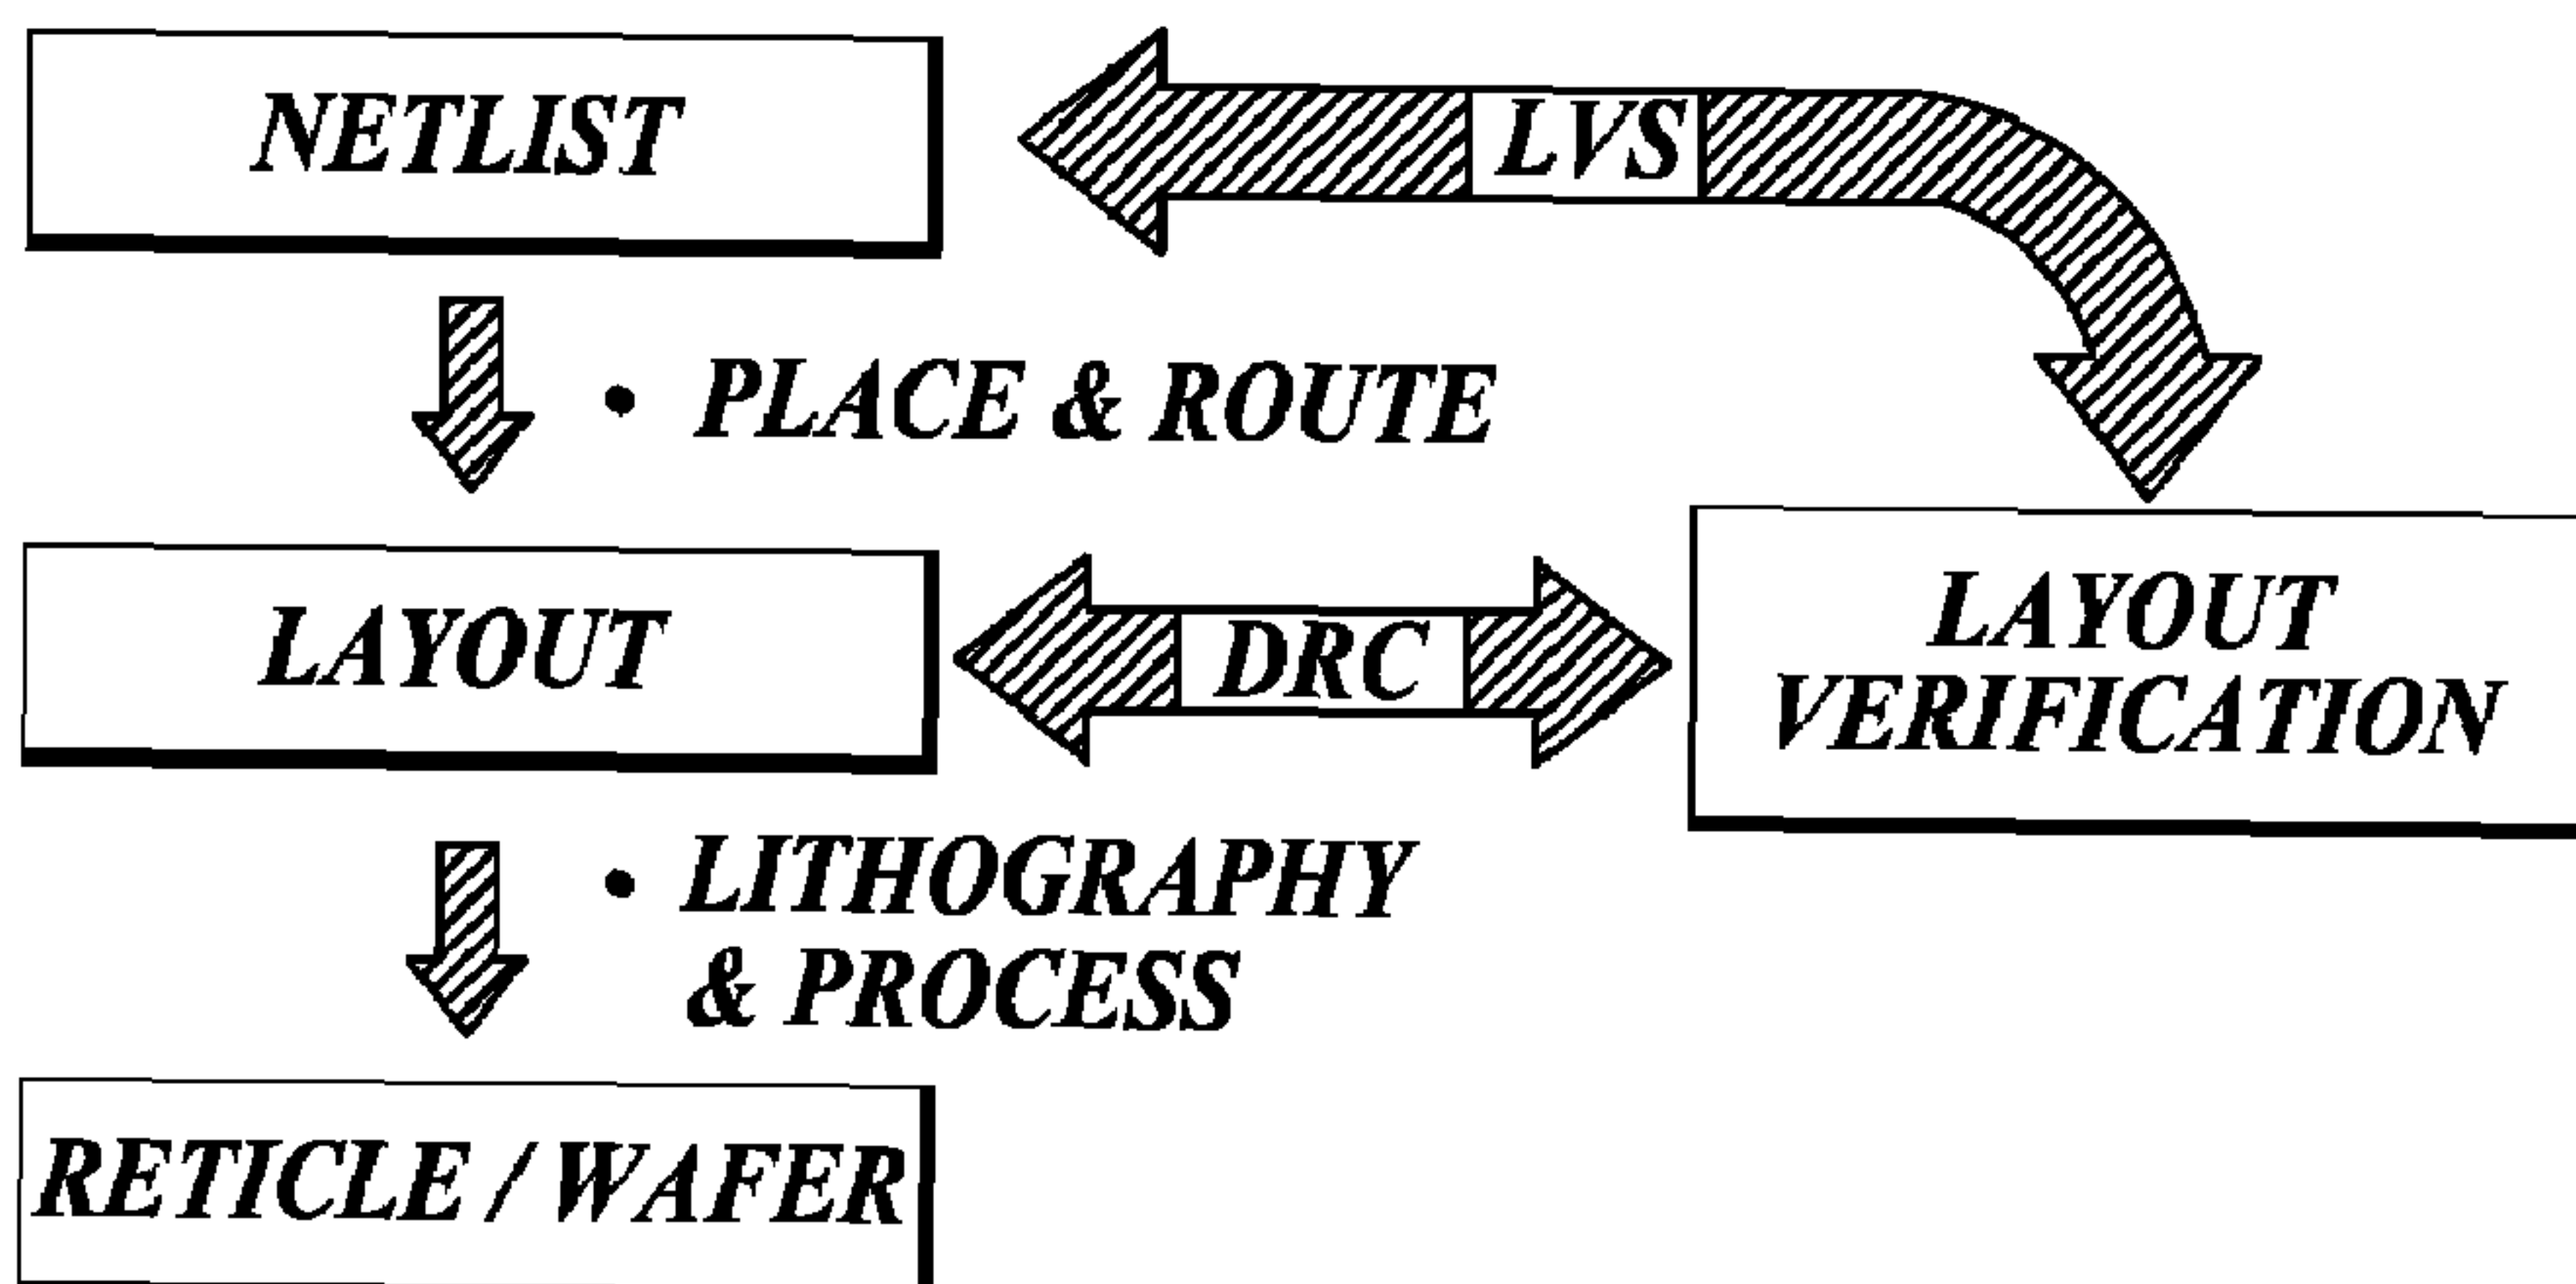 NETLIST
LVS
• PLACE & ROUTE
LAYOUT
DRC
LAYOUT
VERIFICATION
• LITHOGRAPHY
& PROCESS
RETICLE / WAFER